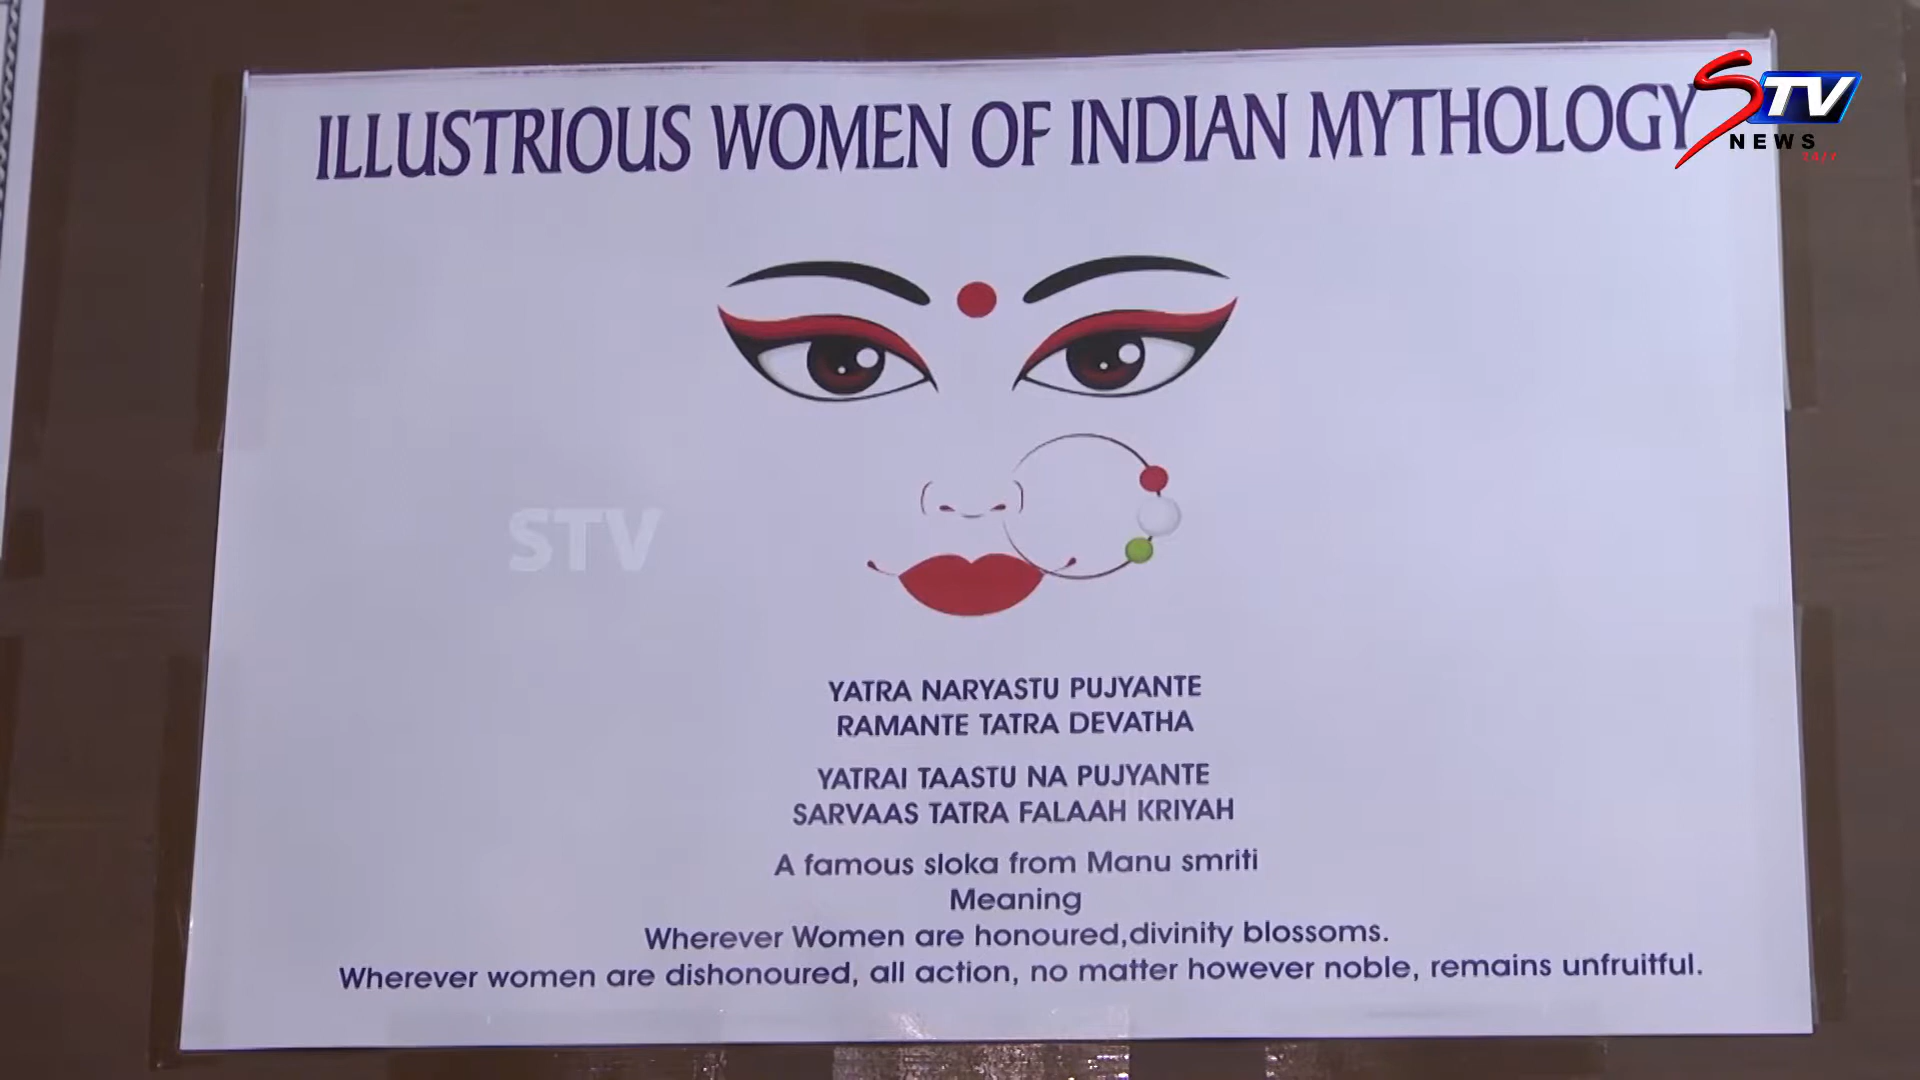 ILLUSTRIOUS WOMEN OF INDIAN MYTHOLOGY
STV
NEWS
24/7
STV
YATRA NARYASTU PUJYANTE
RAMANTE TATRA DEVATHA
YATRAI TAASTU NA PUJYANTE
SARVAAS TATRA FALAAH KRIYAH
A famous sloka from Manu smriti
Meaning
Wherever Women are honoured,divinity blossoms.
Wherever women are dishonoured, all action, no matter however noble, remains unfruitful.